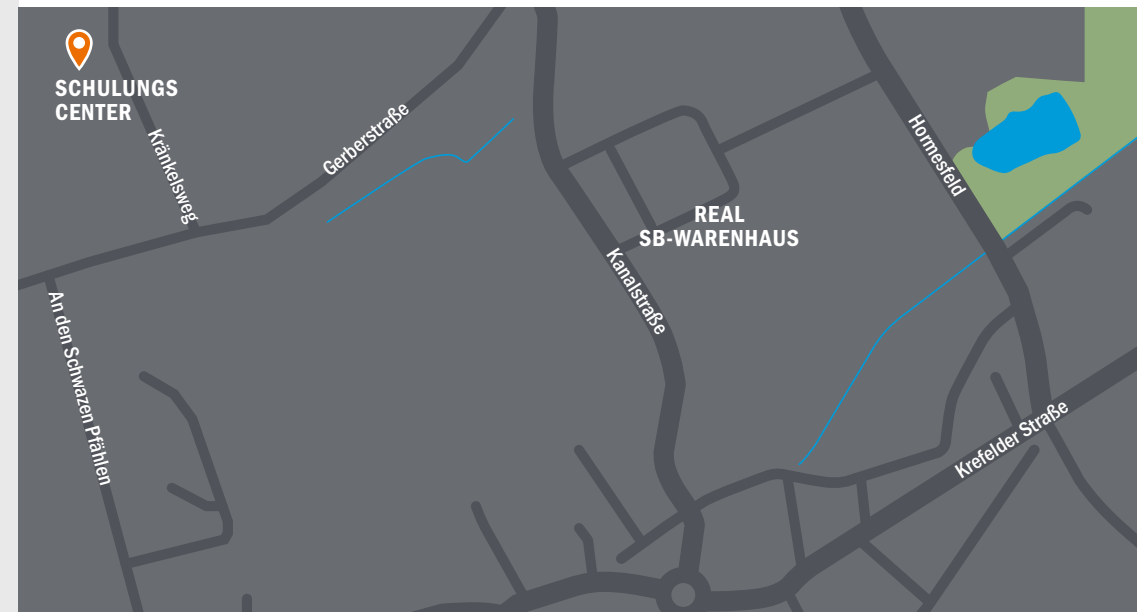 SCHULUNGS
CENTER
Kränkelsweg
Gerberstraße
Hormesfeld
REAL
SB-WARENHAUS
Kanalstraße
An den Schwazen Pfählen
Krefelder Straße